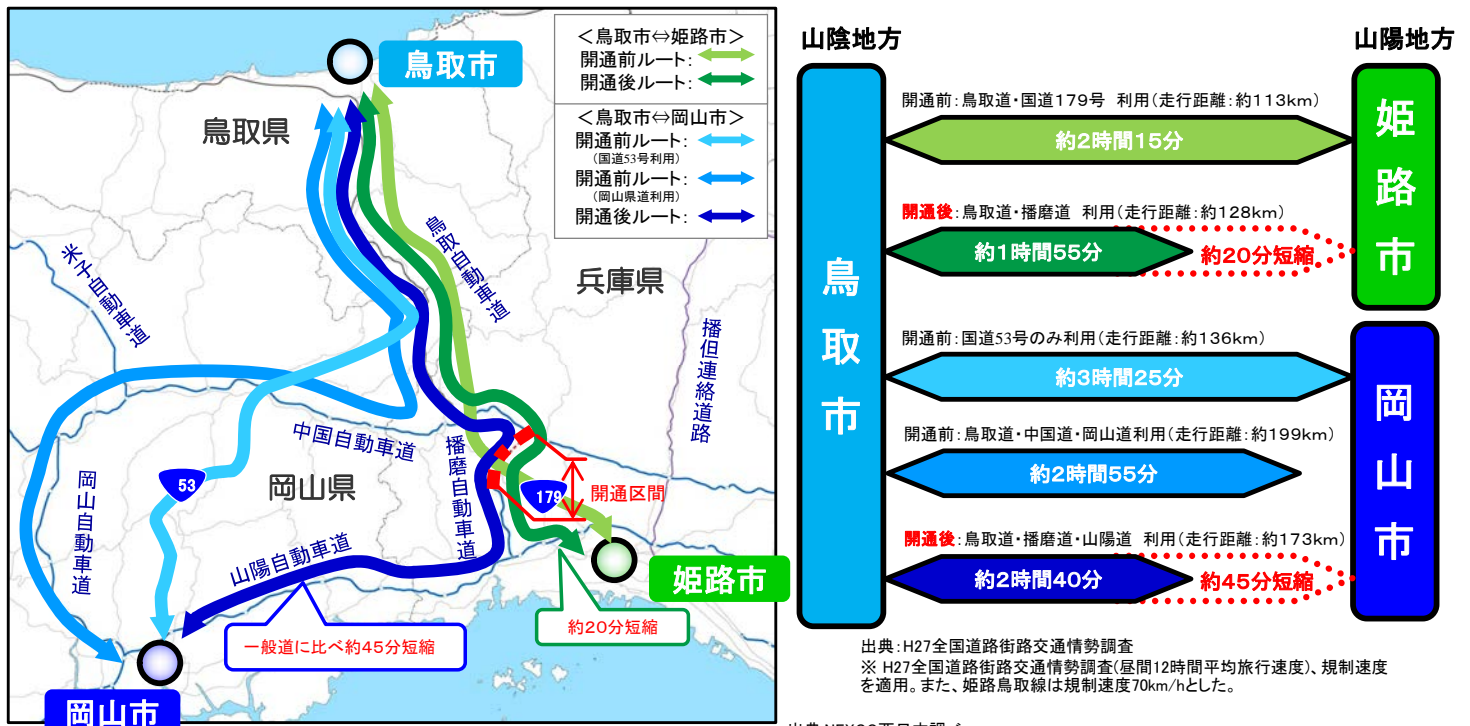 ＜鳥取市⇔姫路市＞
開通前ルート:
開通後ルート:
＜鳥取市⇔岡山市＞
開通前ルート:
(国道53号利用)
開通前ルート:
(岡山県道利用)
開通後ルート:
鳥取市
鳥取県
鳥取自動車道
兵庫県
米子自動車道
播但連絡道路
中国自動車道
播磨自動車道
岡山県
53
179
開通区間
岡山自動車道
山陽自動車道
姫路市
約20分短縮
一般道に比べ約45分短縮
岡山市
山陰地方
山陽地方
鳥取市
姫路市
岡山市
開通前:鳥取道・国道179号 利用(走行距離:約113km)
約2時間15分
開通後:鳥取道・播磨道 利用(走行距離:約128km)
約1時間55分
約20分短縮
開通前:国道53号のみ利用(走行距離:約136km)
約3時間25分
開通前:鳥取道・中国道・岡山道利用(走行距離:約199km)
約2時間55分
開通後:鳥取道・播磨道・山陽道 利用(走行距離:約173km)
約2時間40分
約45分短縮
出典:H27全国道路街路交通情勢調査
※ H27全国道路街路交通情勢調査(昼間12時間平均旅行速度)、規制速度
を適用。また、姫路鳥取線は規制速度70km/hとした。